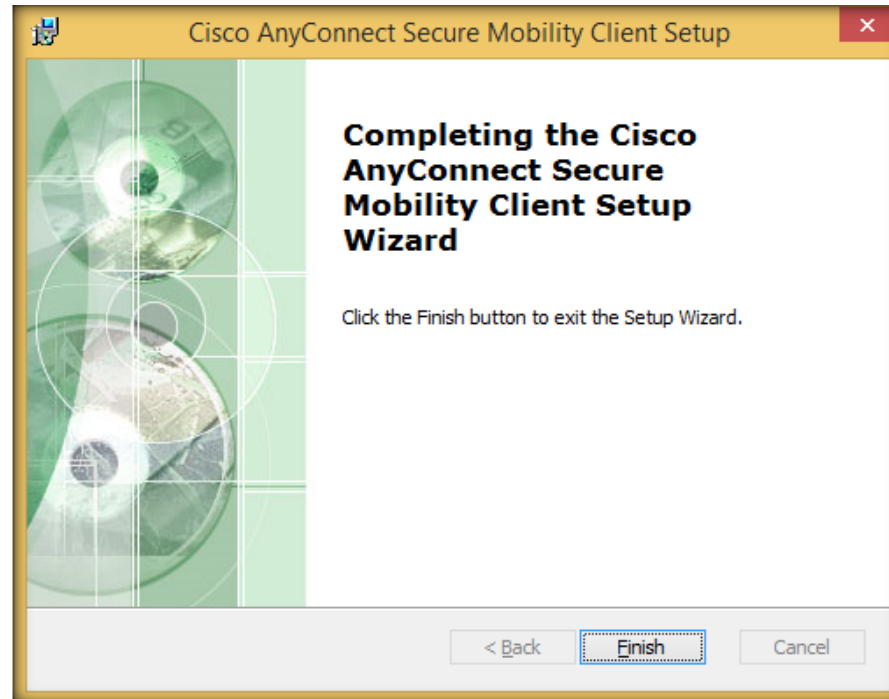 Cisco AnyConnect Secure Mobility Client Setup
Completing the Cisco
AnyConnect Secure
Mobility Client Setup
Wizard
Click the Finish button to exit the Setup Wizard.
< Back
Finish
Cancel